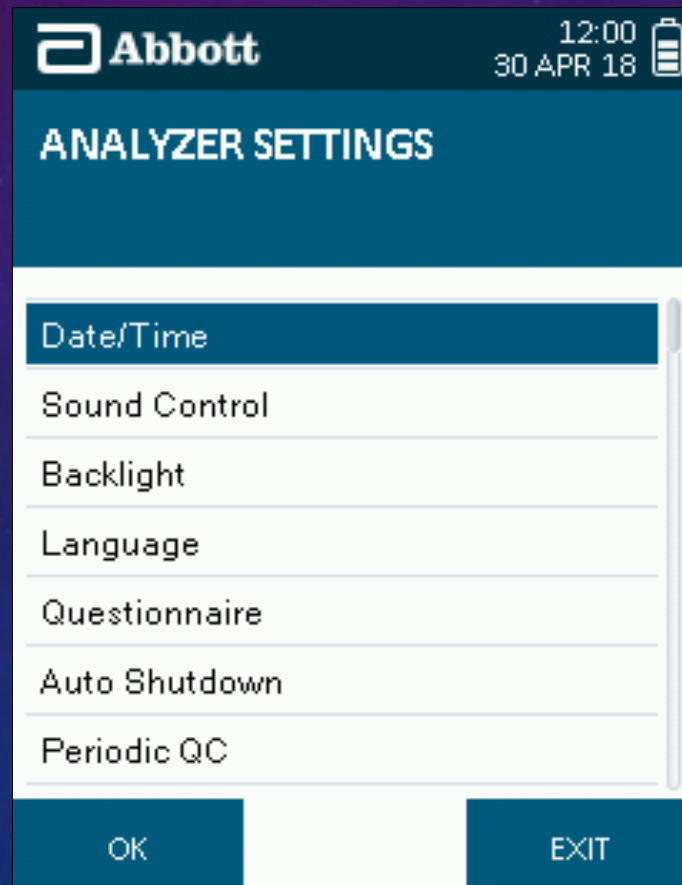 Abbott
12:00
30 APR 18
ANALYZER SETTINGS
Date/Time
Sound Control
Backlight
Language
Questionnaire
Auto Shutdown
Periodic QC
OK
EXIT